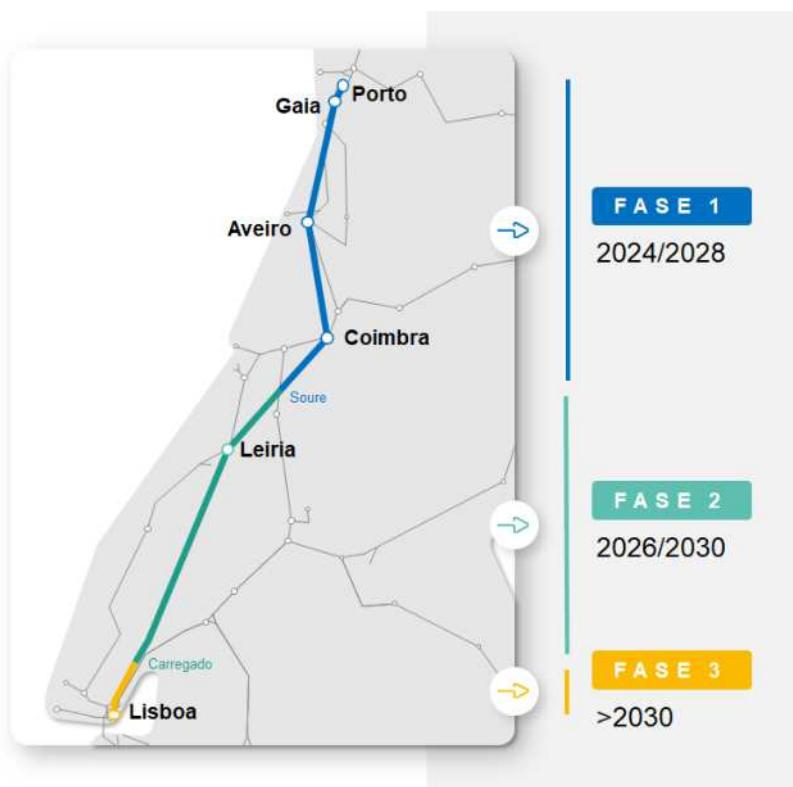 Porto
Gaia
Aveiro
Coimbra
Soure
Leiria
Carregado
Lisboa
FASE 1
2024/2028
FASE 2
2026/2030
FASE 3
>2030